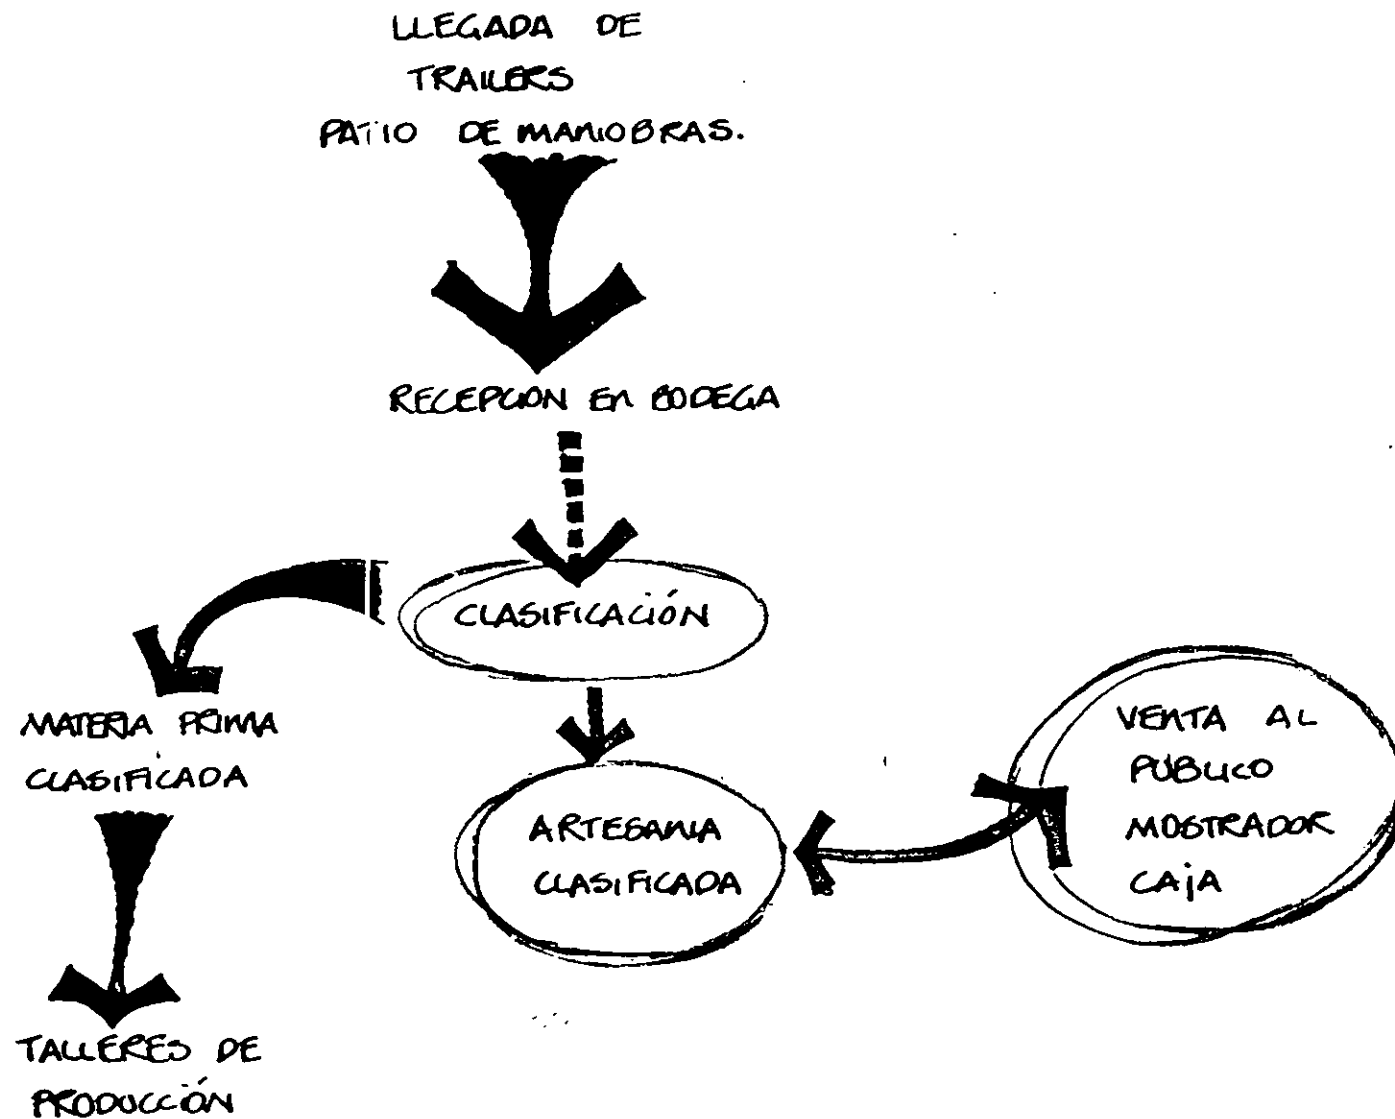 LLEGADA DE
TRAILERS
PATIO DE MANIOBRAS.
RECEPCION EN BODEGA
CLASIFICACIÓN
MATERIA PRIMA
CLASIFICADA
ARTESANIA
CLASIFICADA
VENTA AL
PUBLICO
MOSTRADOR
CAJA
TALLERES DE
PRODUCCIÓN